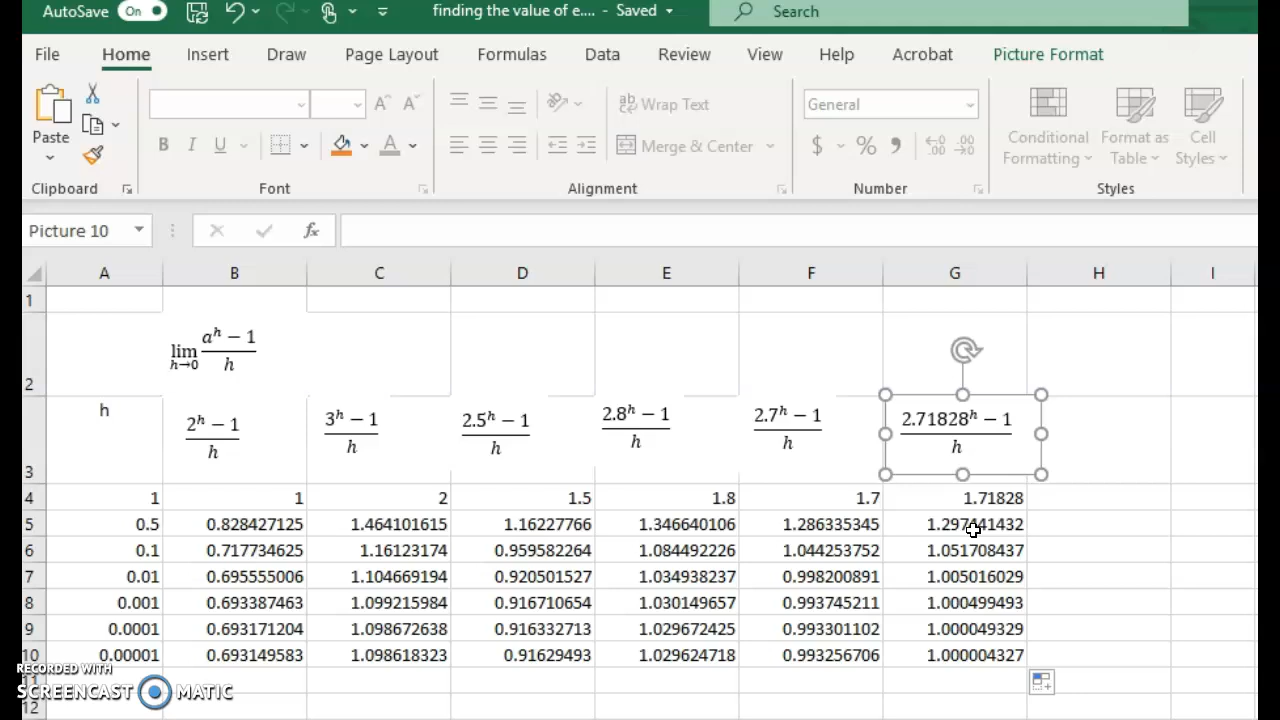 AutoSave On finding the value of e.... - Saved Search
File Home Insert Draw Page Layout Formulas Data Review View Help Acrobat Picture Format
Paste General Wrap Text
B I U A Merge & Center $ % , Conditional Formatting Format as Table Cell Styles
Clipboard Font Alignment Number Styles
Picture 10 fx
A B C D E F G H I
1
2 lim h→0 (a^h − 1)/h
3 h (2^h − 1)/h (3^h − 1)/h (2.5^h − 1)/h (2.8^h − 1)/h (2.7^h − 1)/h (2.71828^h − 1)/h
4 1 1 2 1.5 1.8 1.7 1.71828
5 0.5 0.828427125 1.464101615 1.16227766 1.346640106 1.286335345
6 0.1 0.717734625 1.16123174 0.959582264 1.084492226 1.044253752 1.051708437
7 0.01 0.695555006 1.104669194 0.920501527 1.034938237 0.998200891 1.005016029
8 0.001 0.693387463 1.099215984 0.916710654 1.030149657 0.993745211 1.000499493
9 0.0001 0.693171204 1.098672638 0.916332713 1.029672425 0.993301102 1.000049329
10 0.00001 0.693149583 1.098618323 0.91629493 1.029624718 0.993256706 1.000004327
RECORDED WITH
11
SCREENCAST MATIC
12